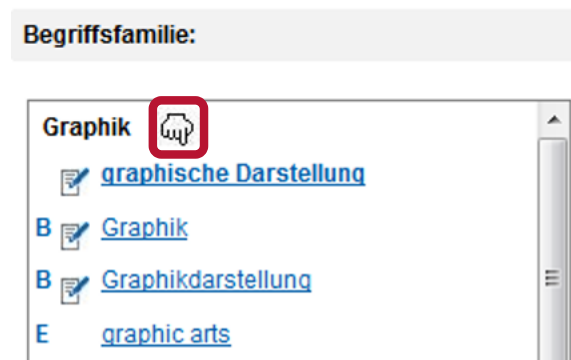 Begriffsfamilie:
Graphik
graphische Darstellung
B Graphik
B Graphikdarstellung
E graphic arts